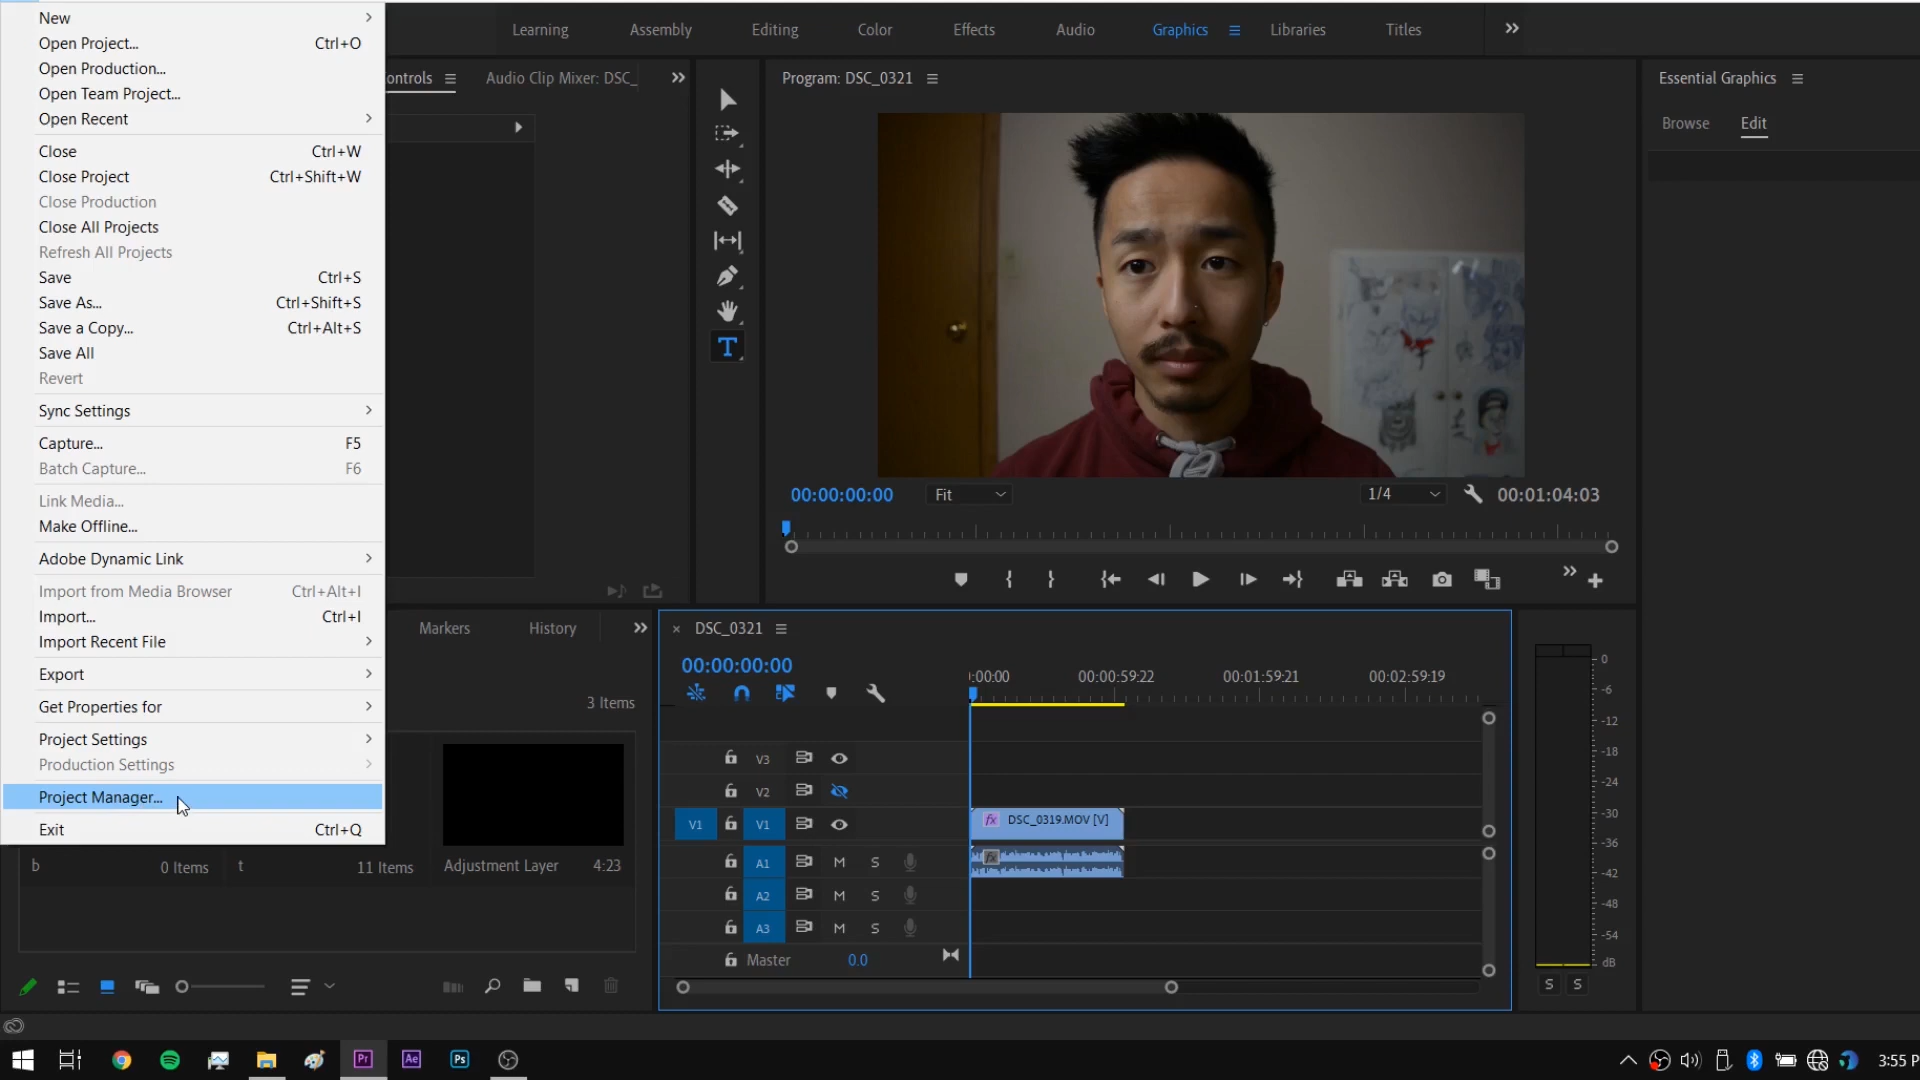 New
Open Project... Ctrl+O
Open Production...
Open Team Project...
Open Recent
Close Ctrl+W
Close Project Ctrl+Shift+W
Close Production
Close All Projects
Refresh All Projects
Save Ctrl+S
Save As... Ctrl+Shift+S
Save a Copy... Ctrl+Alt+S
Save All
Revert
Sync Settings
Capture... F5
Batch Capture... F6
Link Media...
Make Offline...
Adobe Dynamic Link
Import from Media Browser Ctrl+Alt+I
Import... Ctrl+I
Import Recent File
Export
Get Properties for
Project Settings
Production Settings
Project Manager...
Exit Ctrl+Q
Learning Assembly Editing Color Effects Audio Graphics Libraries Titles
ontrols Audio Clip Mixer: DSC_
Program: DSC_0321
Essential Graphics
Browse Edit
T
00:00:00:00 Fit 1/4 00:01:04:03
Markers History
3 Items
b 0 Items t 11 Items Adjustment Layer 4:23
DSC_0321
00:00:00:00
:00:00 00:00:59:22 00:01:59:21 00:02:59:19
V3
V2
V1 V1 fx DSC_0319.MOV [V]
A1 M S fx
A2 M S
A3 M S
Master 0.0
0
-6
-12
-18
-24
-30
-36
-42
-48
-54
dB
S S
Pr Ae Ps
3:55 P